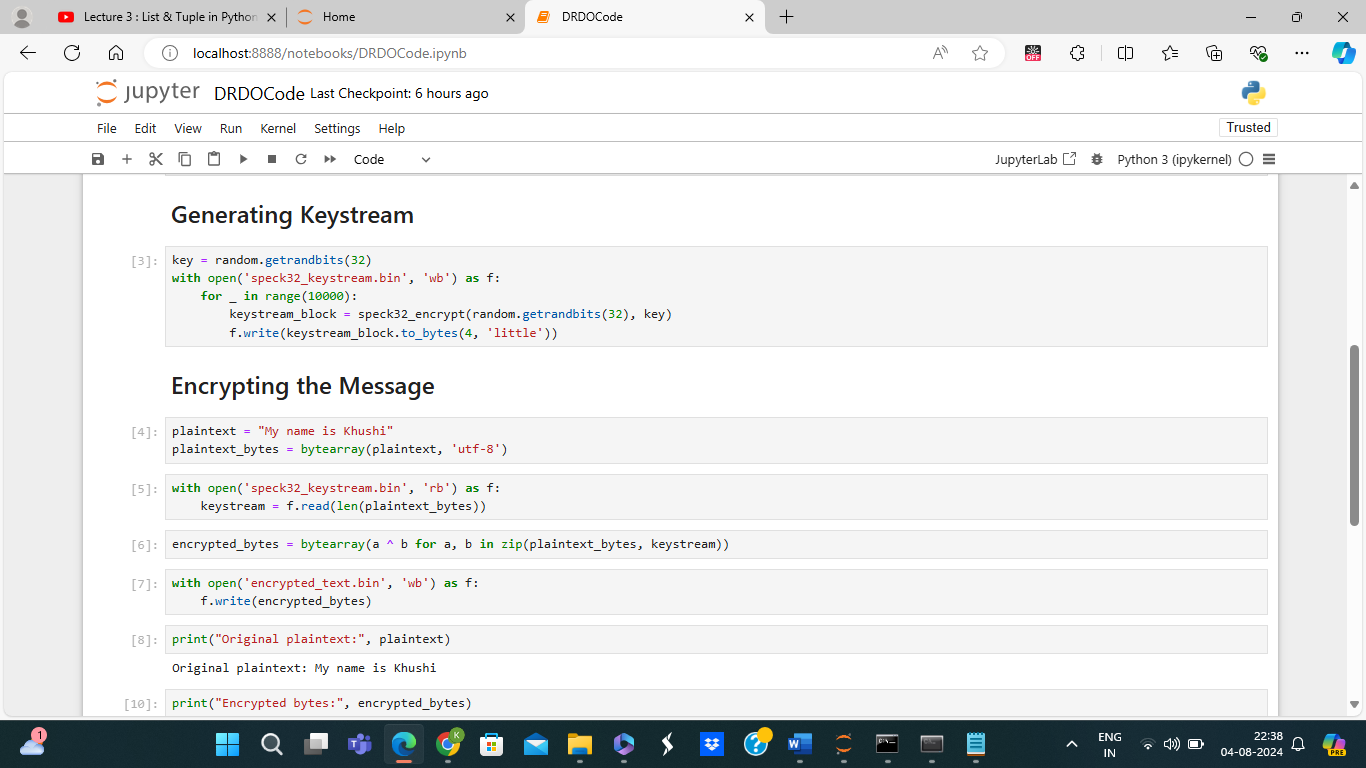 Lecture 3 : List & Tuple in Python
Home
DRDOCode
localhost:8888/notebooks/DRDOCode.ipynb
OFF
jupyter DRDOCode Last Checkpoint: 6 hours ago
File Edit View Run Kernel Settings Help
Trusted
Code
JupyterLab
Python 3 (ipykernel)
Generating Keystream
[3]:
key = random.getrandbits(32)
with open('speck32_keystream.bin', 'wb') as f:
    for _ in range(10000):
        keystream_block = speck32_encrypt(random.getrandbits(32), key)
        f.write(keystream_block.to_bytes(4, 'little'))
Encrypting the Message
[4]:
plaintext = "My name is Khushi"
plaintext_bytes = bytearray(plaintext, 'utf-8')
[5]:
with open('speck32_keystream.bin', 'rb') as f:
    keystream = f.read(len(plaintext_bytes))
[6]:
encrypted_bytes = bytearray(a ^ b for a, b in zip(plaintext_bytes, keystream))
[7]:
with open('encrypted_text.bin', 'wb') as f:
    f.write(encrypted_bytes)
[8]:
print("Original plaintext:", plaintext)
Original plaintext: My name is Khushi
[10]:
print("Encrypted bytes:", encrypted_bytes)
1
K
ENG
IN
22:38
04-08-2024
PRE